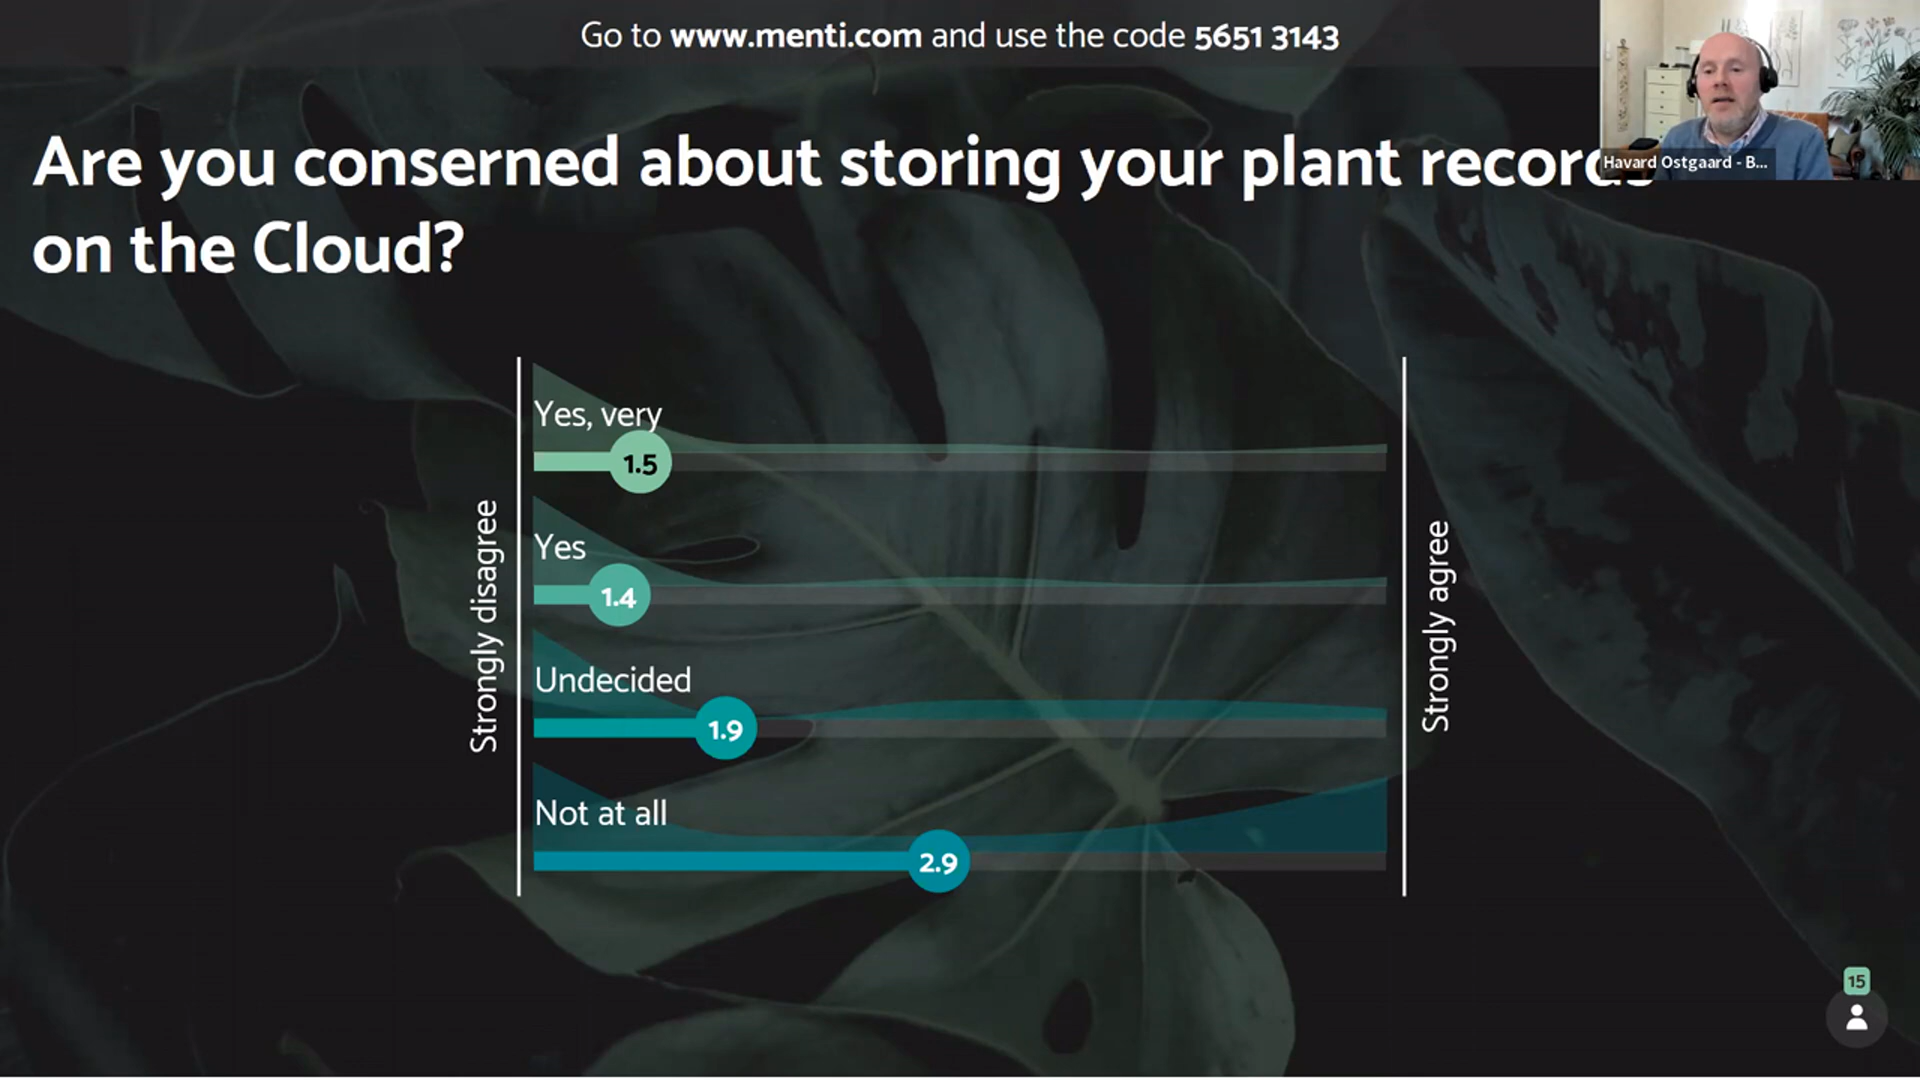 Go to www.menti.com and use the code 5651 3143
Are you conserned about storing your plant records
on the Cloud?
Havard Ostgaard - B...
Strongly disagree
Yes, very
1.5
Yes
1.4
Undecided
1.9
Not at all
2.9
Strongly agree
15